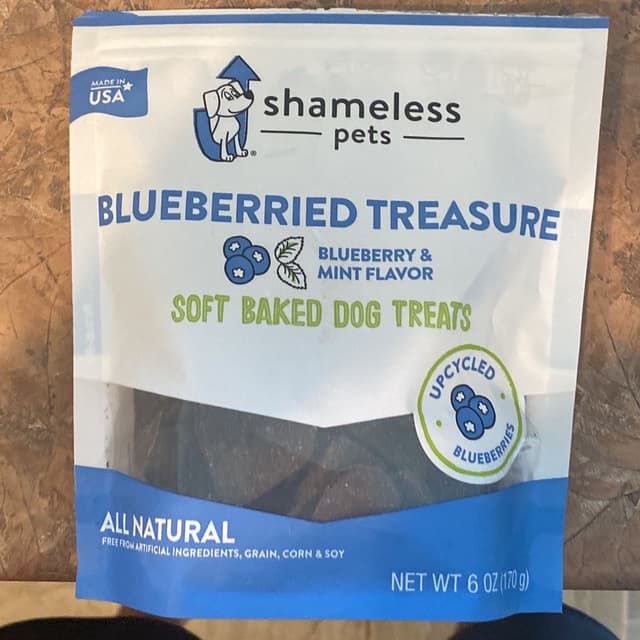 MADE IN
USA
shameless
pets
BLUEBERRIED TREASURE
BLUEBERRY &
MINT FLAVOR
SOFT BAKED DOG TREATS
UPCYCLED
BLUEBERRIES
ALL NATURAL
FREE FROM ARTIFICIAL INGREDIENTS, GRAIN, CORN & SOY
NET WT 6 OZ (170 g)